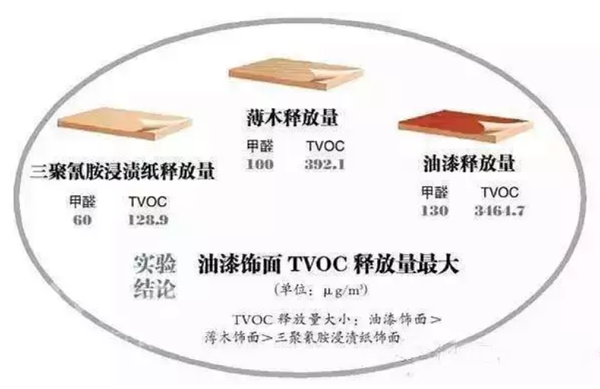 薄木释放量
甲醛 TVOC
100 392.1
三聚氰胺浸渍纸释放量
甲醛 TVOC
60 128.9
油漆释放量
甲醛 TVOC
130 3464.7
实验结论
油漆饰面 TVOC 释放量最大
(单位: μg/m³)
TVOC 释放量大小: 油漆饰面>
薄木饰面>三聚氰胺浸渍纸饰面